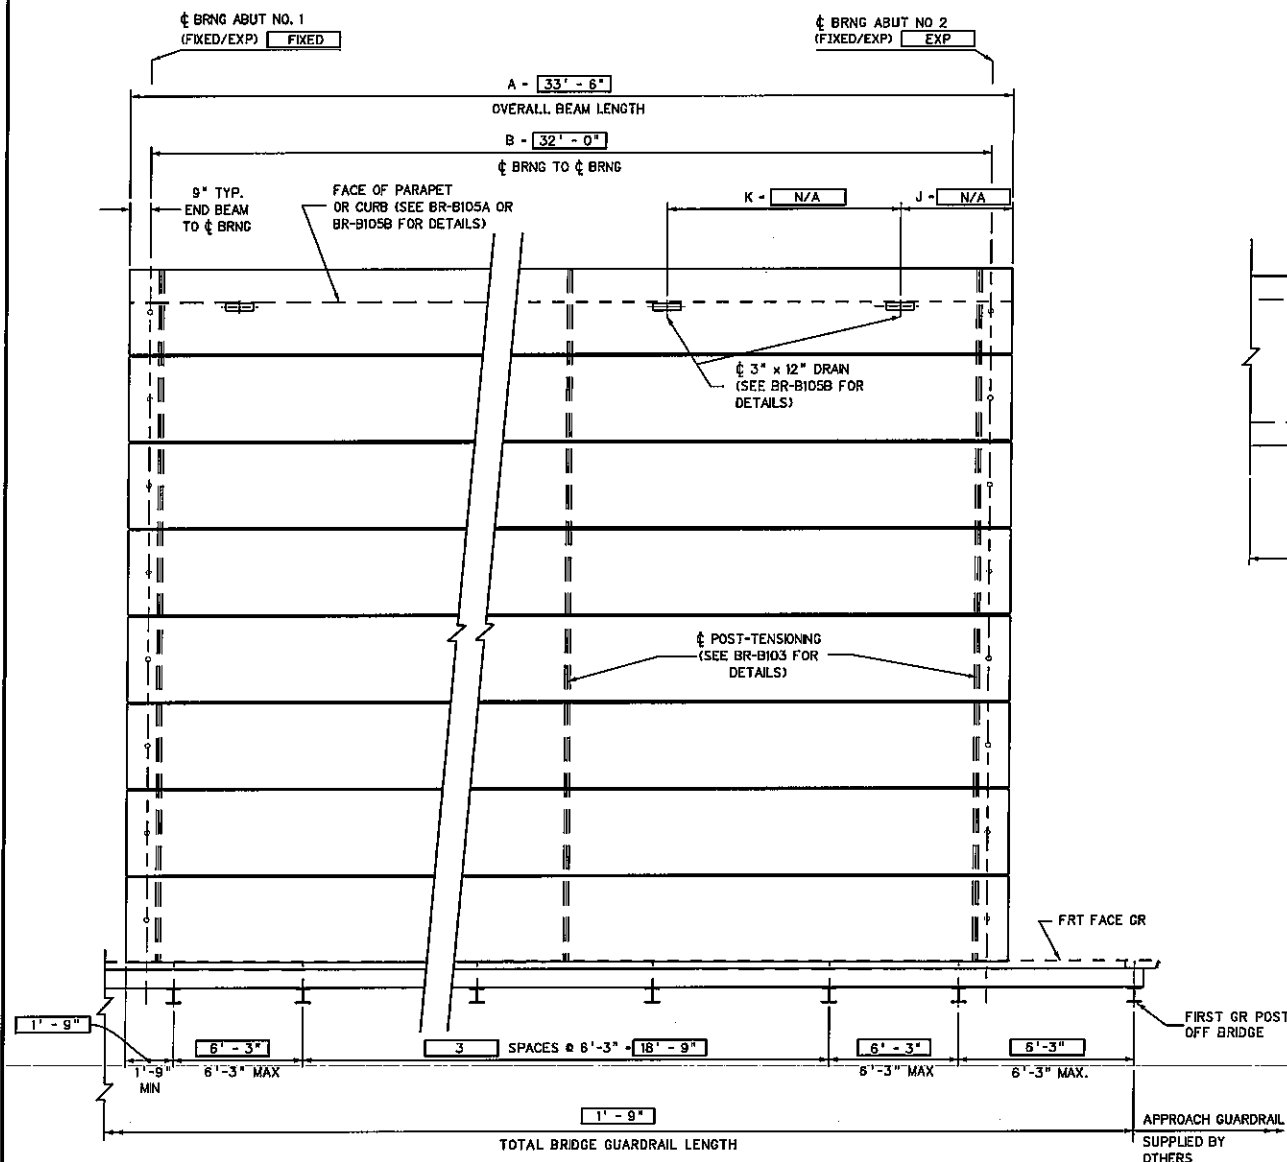 ℄ BRNG ABUT NO. 1
(FIXED/EXP) FIXED
℄ BRNG ABUT NO 2
(FIXED/EXP) EXP
A - 33' - 6"
OVERALL BEAM LENGTH
B - 32' - 0"
℄ BRNG TO ℄ BRNG
9" TYP.
END BEAM
TO ℄ BRNG
FACE OF PARAPET
OR CURB (SEE BR-B105A OR
BR-B105B FOR DETAILS)
K - N/A
J - N/A
℄ 3" x 12" DRAIN
(SEE BR-B105B FOR
DETAILS)
℄ POST-TENSIONING
(SEE BR-B103 FOR
DETAILS)
FRT FACE GR
FIRST GR POST
OFF BRIDGE
1' - 9"
1'-9"
MIN
6' - 3"
6'-3" MAX
3 SPACES @ 6'-3" = 18' - 9"
6' - 3"
6'-3" MAX
6'-3"
6'-3" MAX.
1' - 9"
TOTAL BRIDGE GUARDRAIL LENGTH
APPROACH GUARDRAIL
SUPPLIED BY
OTHERS